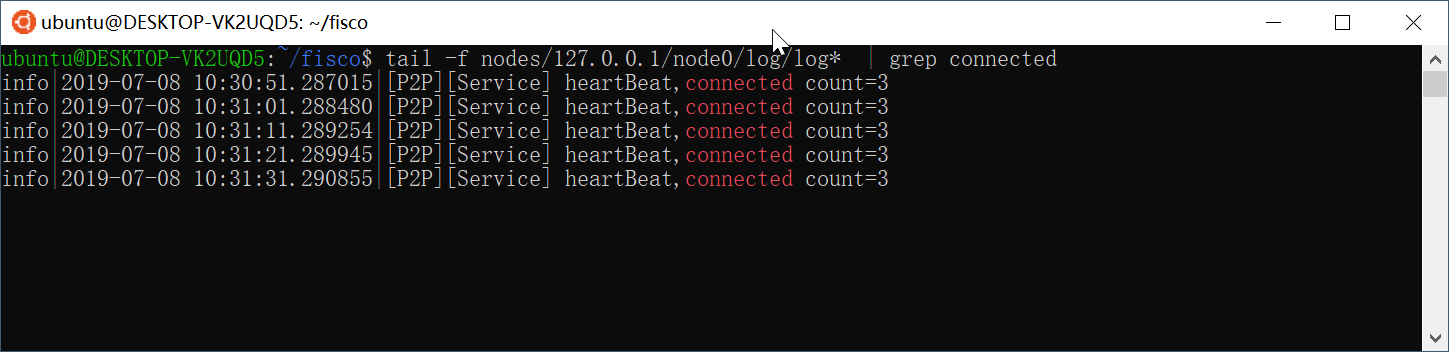 ubuntu@DESKTOP-VK2UQD5: ~/fisco
ubuntu@DESKTOP-VK2UQD5:~/fisco$ tail -f nodes/127.0.0.1/node0/log/log*  | grep connected
info|2019-07-08 10:30:51.287015|[P2P][Service] heartBeat,connected count=3
info|2019-07-08 10:31:01.288480|[P2P][Service] heartBeat,connected count=3
info|2019-07-08 10:31:11.289254|[P2P][Service] heartBeat,connected count=3
info|2019-07-08 10:31:21.289945|[P2P][Service] heartBeat,connected count=3
info|2019-07-08 10:31:31.290855|[P2P][Service] heartBeat,connected count=3